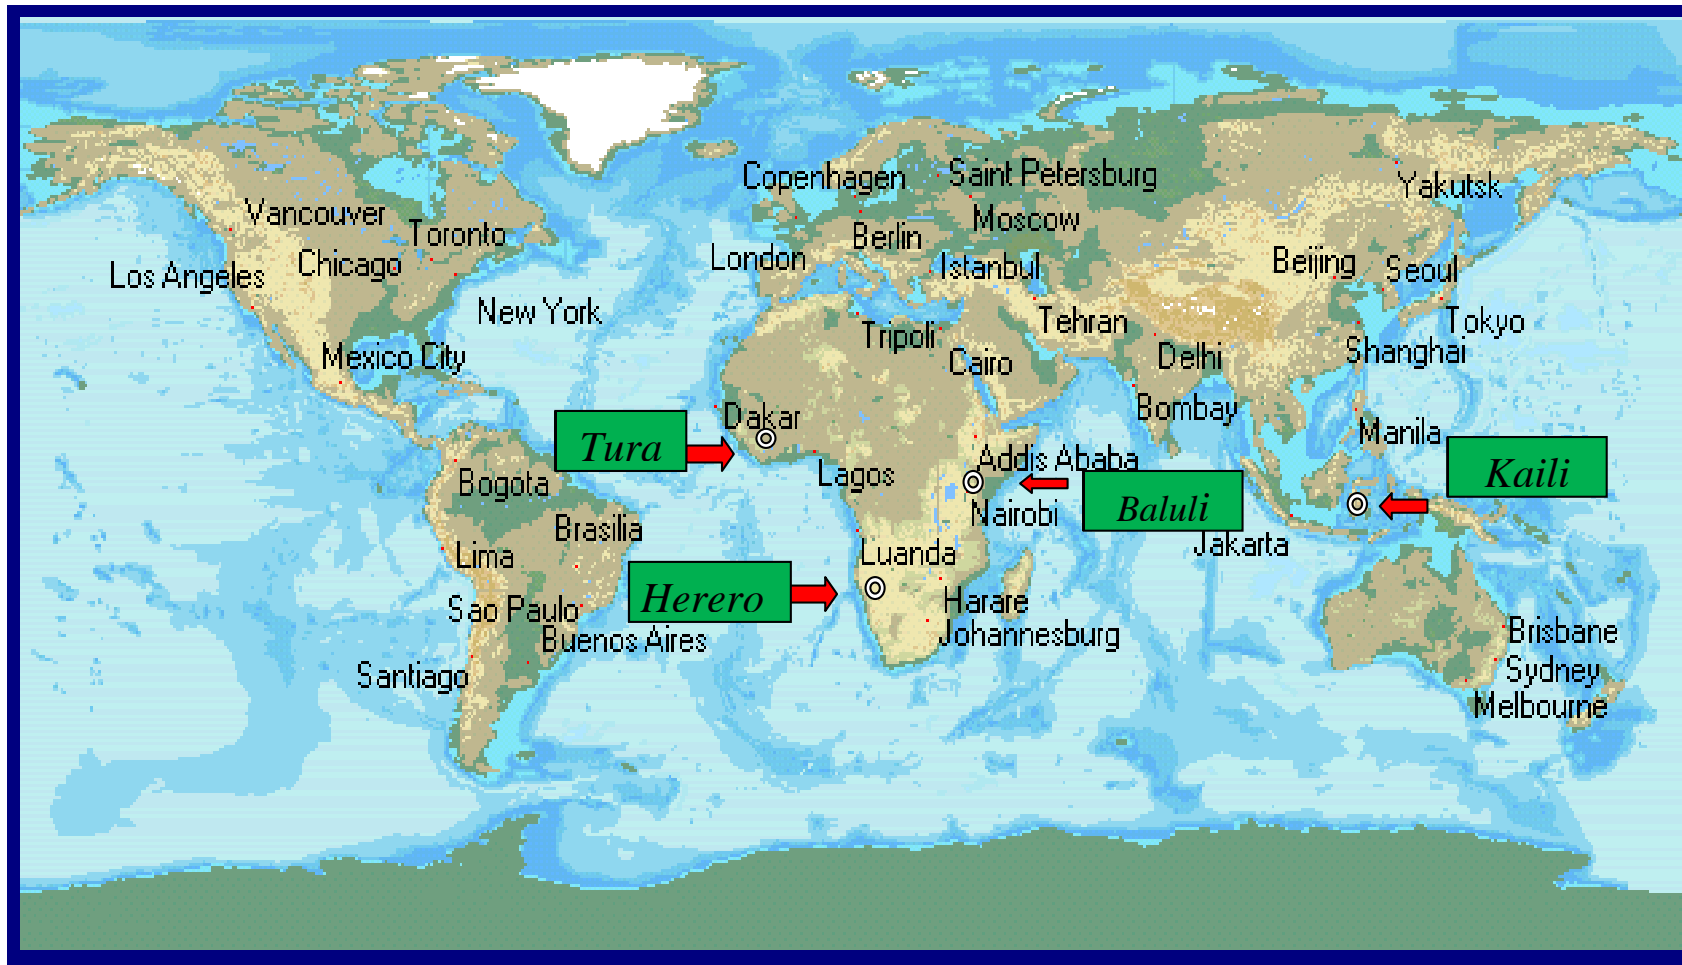 Copenhagen
Saint Petersburg
Yakutsk
Vancouver
Toronto
Moscow
Berlin
Los Angeles
Chicago
London
Istanbul
Beijing
Seoul
New York
Tehran
Tokyo
Tripoli
Mexico City
Cairo
Delhi
Shanghai
Dakar
Bombay
Manila
Tura
Addis Ababa
Kaili
Lagos
Bogota
Nairobi
Baluli
Brasilia
Jakarta
Lima
Luanda
Herero
Harare
Sao Paulo
Johannesburg
Buenos Aires
Brisbane
Santiago
Sydney
Melbourne